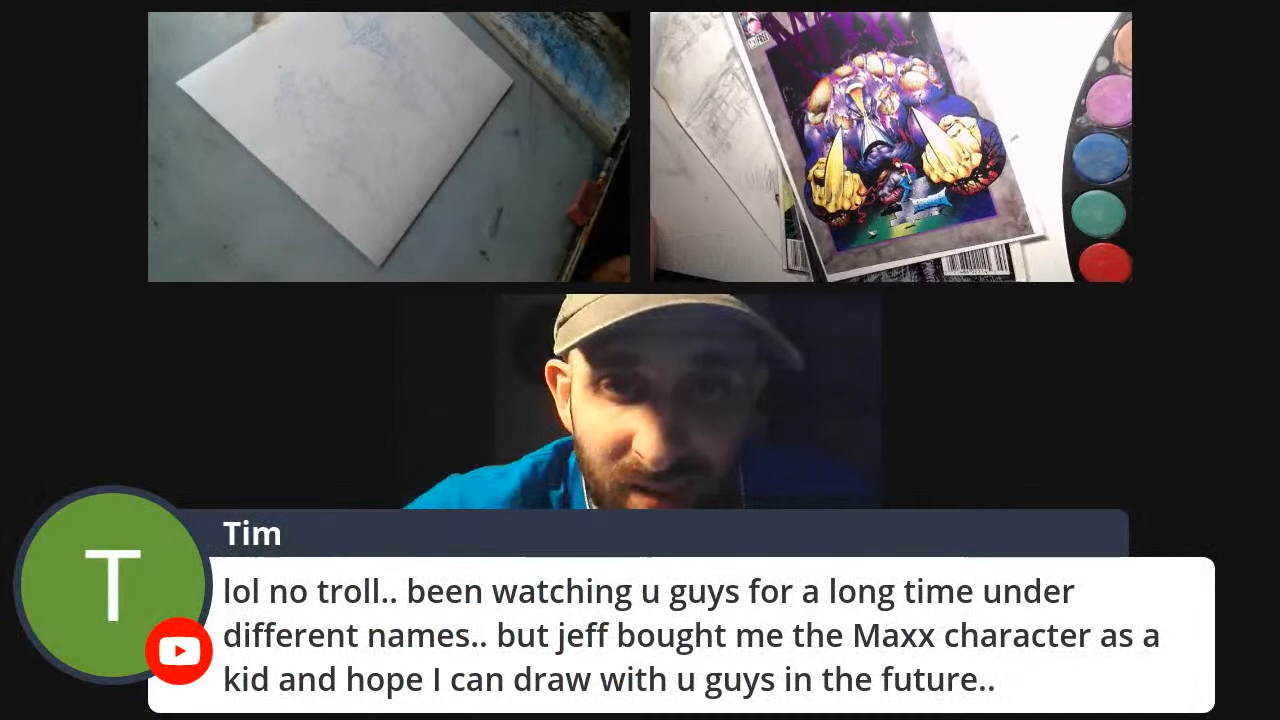 Tim
T
lol no troll.. been watching u guys for a long time under
different names.. but jeff bought me the Maxx character as a
kid and hope I can draw with u guys in the future..